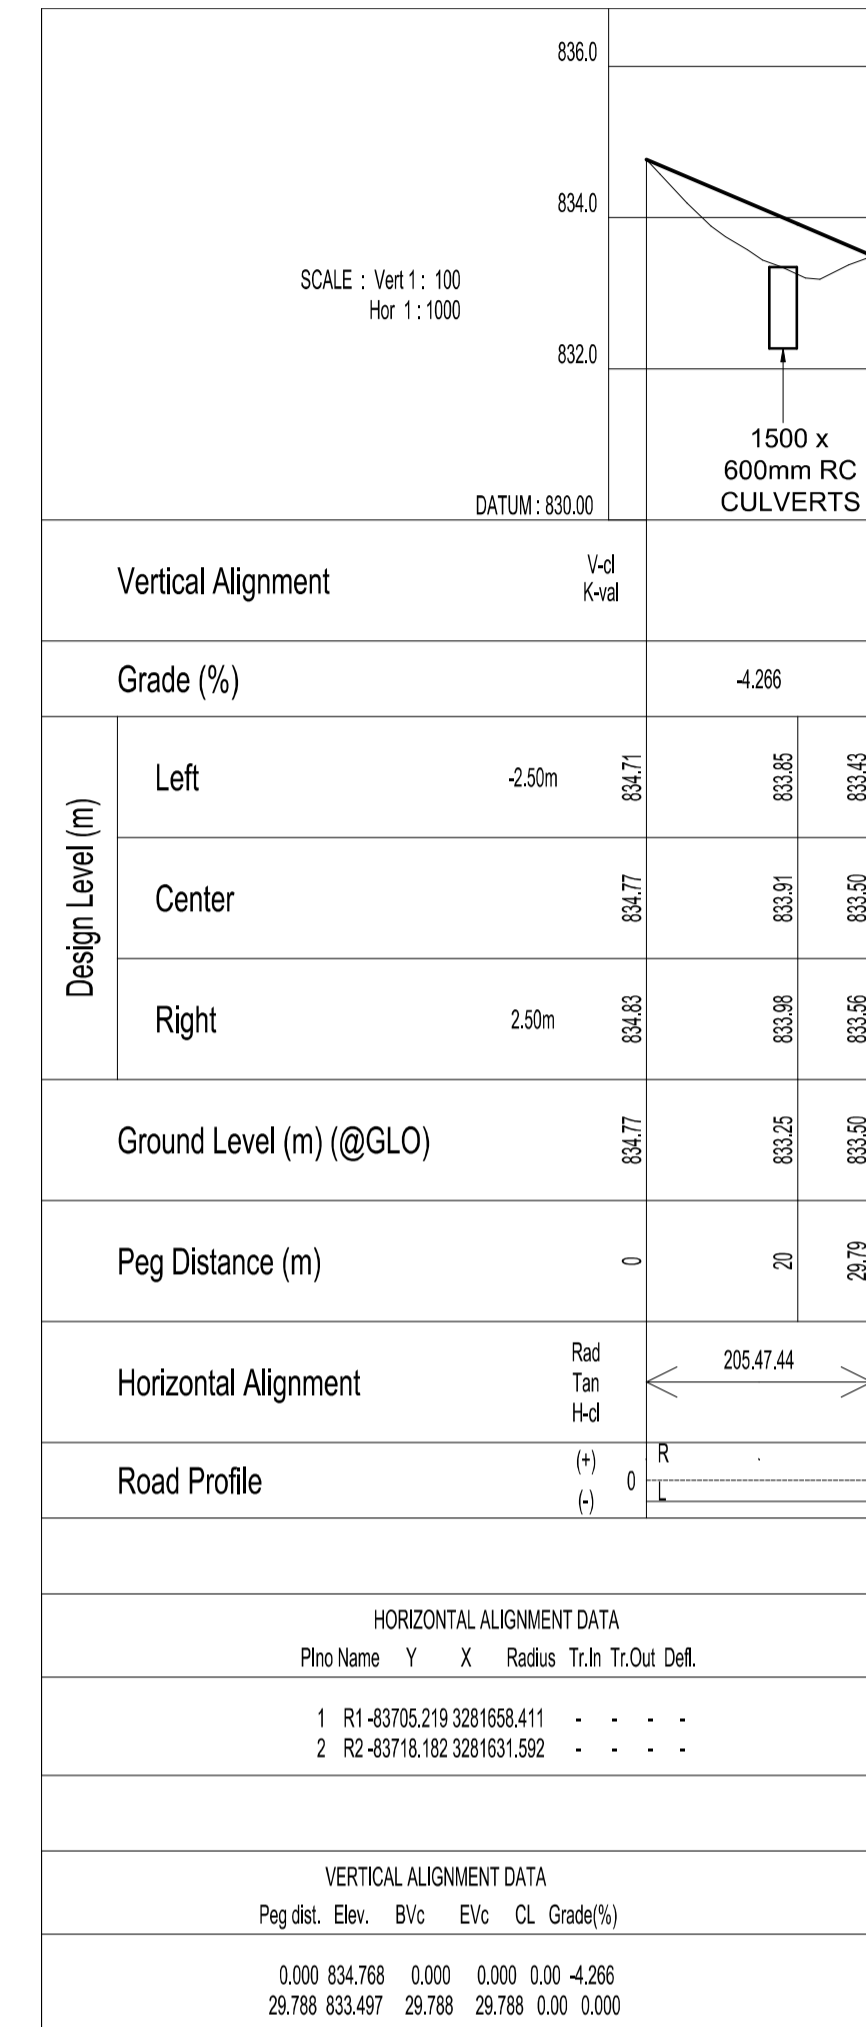 836.0
834.0
SCALE : Vert 1 : 100
Hor 1 : 1000
832.0
1500 x
600mm RC
CULVERTS
DATUM : 830.00
Vertical Alignment
V-cl
K-val
Grade (%)
-4.266
Design Level (m)
Left -2.50m 834.71 833.85 833.43
Center 834.77 833.91 833.50
Right 2.50m 834.83 833.98 833.56
Ground Level (m) (@GLO) 834.77 833.25 833.50
Peg Distance (m) 0 20 29.79
Horizontal Alignment
Rad
Tan
H-cl
205.47.44
Road Profile
(+)
0
(-)
R
L
HORIZONTAL ALIGNMENT DATA
PIno Name Y X Radius Tr.In Tr.Out Defl.
1 R1 -83705.219 3281658.411 - - - -
2 R2 -83718.182 3281631.592 - - - -
VERTICAL ALIGNMENT DATA
Peg dist. Elev. BVc EVc CL Grade(%)
0.000 834.768 0.000 0.000 0.00 -4.266
29.788 833.497 29.788 29.788 0.00 0.000